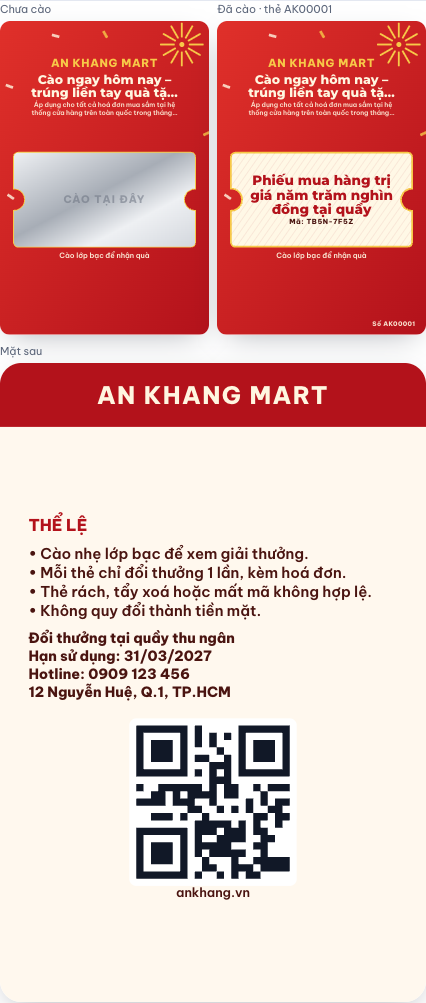 Chưa cào
AN KHANG MART
Cào ngay hôm nay –
trúng liền tay quà tặ...
Áp dụng cho tất cả hoá đơn mua sắm tại hệ
thống cửa hàng trên toàn quốc trong tháng...
CÀO TẠI ĐÂY
Cào lớp bạc để nhận quà
Đã cào · thẻ AK00001
AN KHANG MART
Cào ngay hôm nay –
trúng liền tay quà tặ...
Áp dụng cho tất cả hoá đơn mua sắm tại hệ
thống cửa hàng trên toàn quốc trong tháng...
Phiếu mua hàng trị
giá năm trăm nghìn
đồng tại quầy
Mã: TB5N-7F5Z
Cào lớp bạc để nhận quà
Số AK00001
Mặt sau
AN KHANG MART
THỂ LỆ
• Cào nhẹ lớp bạc để xem giải thưởng.
• Mỗi thẻ chỉ đổi thưởng 1 lần, kèm hoá đơn.
• Thẻ rách, tẩy xoá hoặc mất mã không hợp lệ.
• Không quy đổi thành tiền mặt.
Đổi thưởng tại quầy thu ngân
Hạn sử dụng: 31/03/2027
Hotline: 0909 123 456
12 Nguyễn Huệ, Q.1, TP.HCM
ankhang.vn